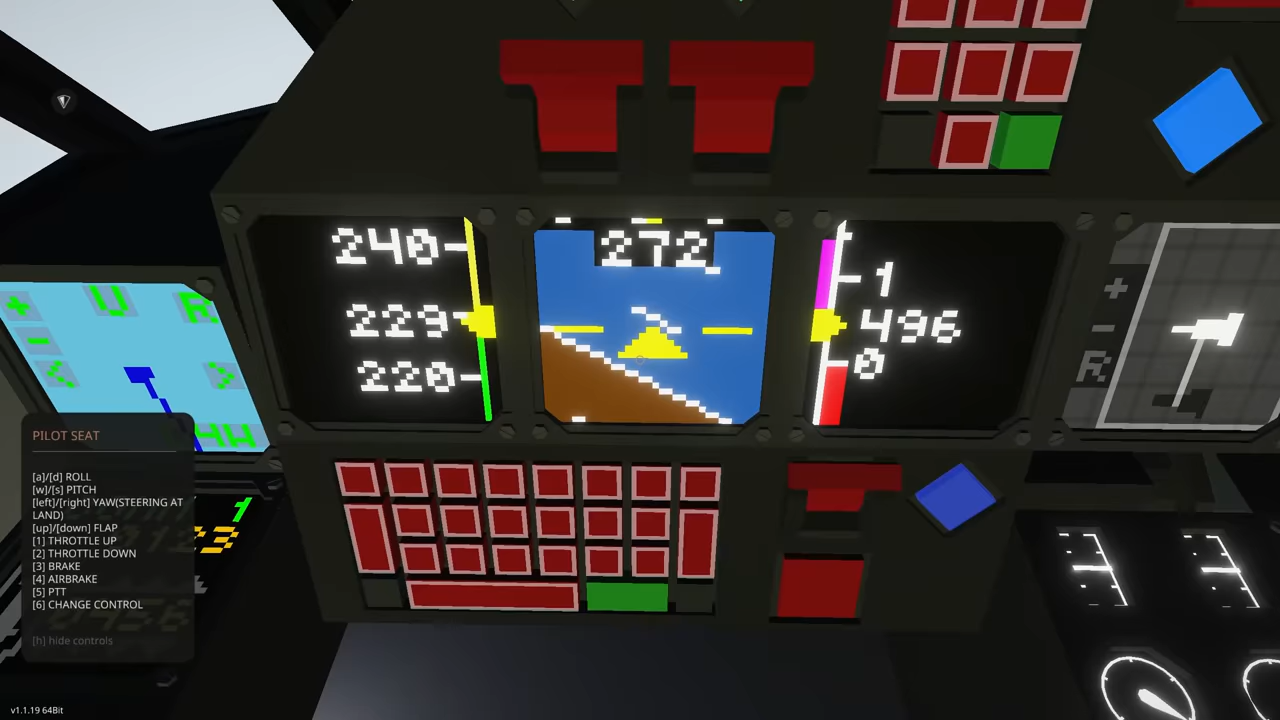 240
229
220
272
1
496
0
+ U R
-
< >
+
-
R
1
PILOT SEAT
[a]/[d] ROLL
[w]/[s] PITCH
[left]/[right] YAW(STEERING AT
LAND)
[up]/[down] FLAP
[1] THROTTLE UP
[2] THROTTLE DOWN
[3] BRAKE
[4] AIRBRAKE
[5] PTT
[6] CHANGE CONTROL
[h] hide controls
v1.1.19 64Bit